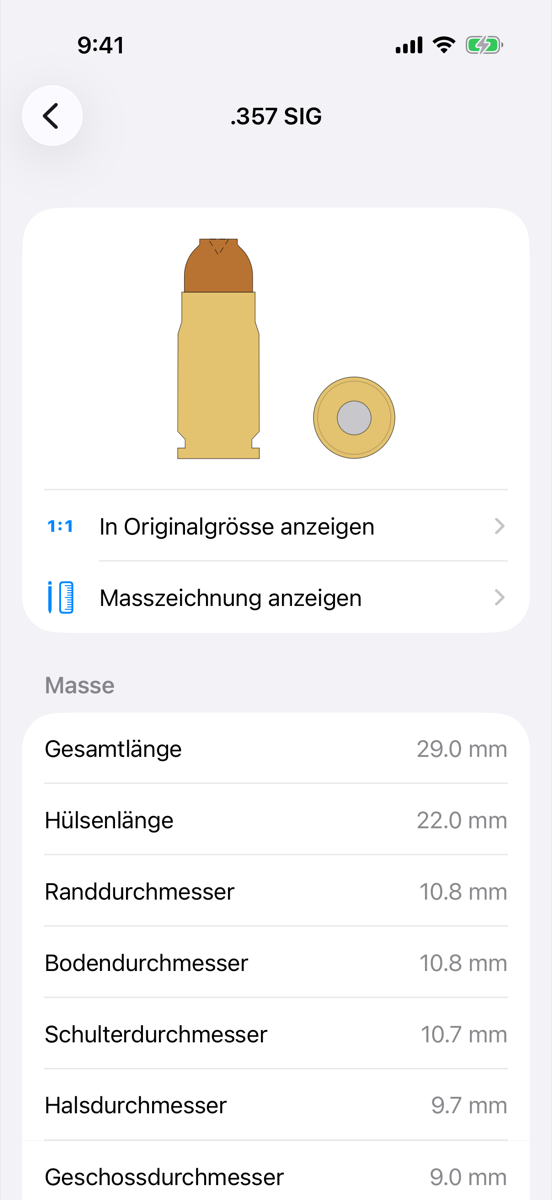 9:41
.357 SIG
1:1 In Originalgrösse anzeigen
Masszeichnung anzeigen
Masse
Gesamtlänge 29.0 mm
Hülsenlänge 22.0 mm
Randdurchmesser 10.8 mm
Bodendurchmesser 10.8 mm
Schulterdurchmesser 10.7 mm
Halsdurchmesser 9.7 mm
Geschossdurchmesser 9.0 mm